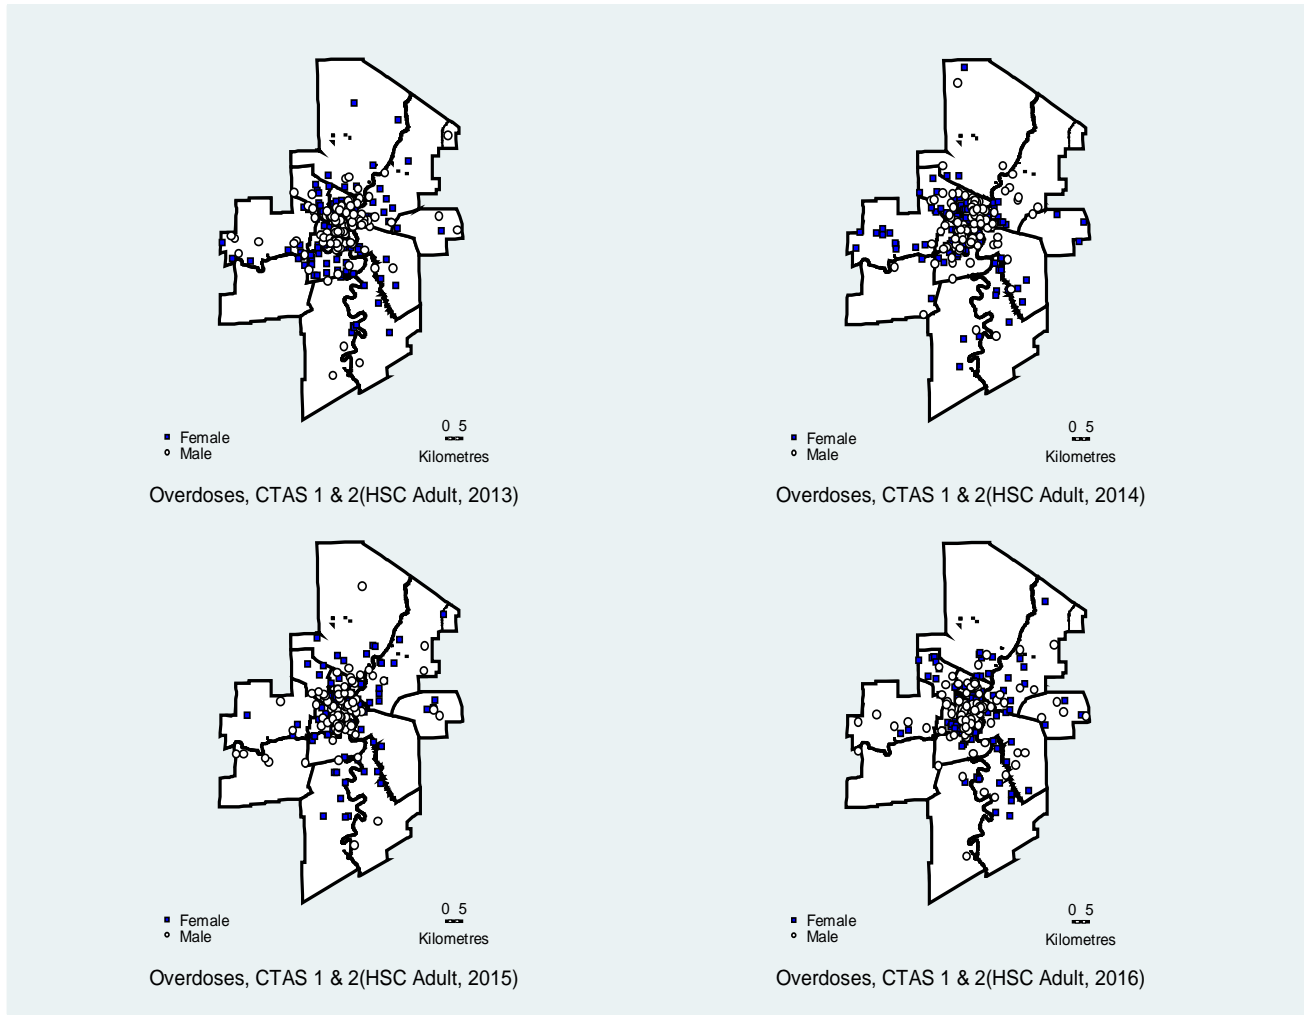 0 5
Female
Male
Kilometres
Overdoses, CTAS 1 & 2(HSC Adult, 2013)
0 5
Female
Male
Kilometres
Overdoses, CTAS 1 & 2(HSC Adult, 2014)
0 5
Female
Male
Kilometres
Overdoses, CTAS 1 & 2(HSC Adult, 2015)
0 5
Female
Male
Kilometres
Overdoses, CTAS 1 & 2(HSC Adult, 2016)